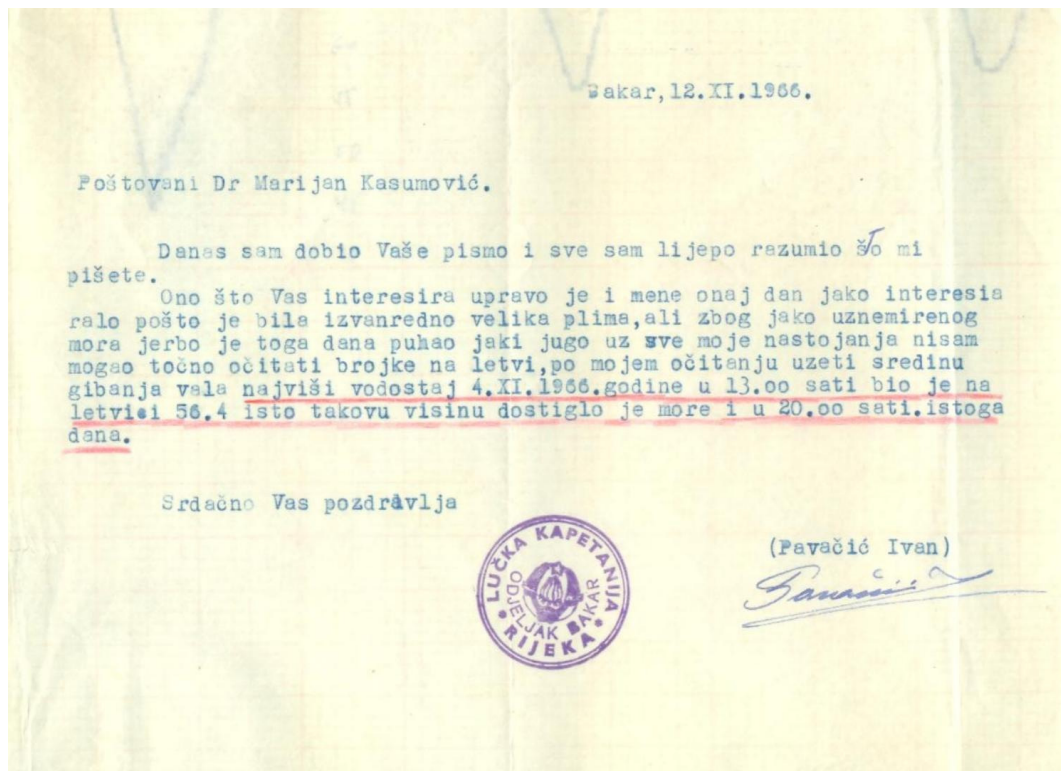 Bakar,12.XI.1966.
Poštovani Dr Marijan Kasumović.
Danas sam dobio Vaše pismo i sve sam lijepo razumio što mi
pišete.
Ono što Vas interesira upravo je i mene onaj dan jako interesia
ralo pošto je bila izvanredno velika plima,ali zbog jako uznemirenog
mora jerbo je toga dana puhao jaki jugo uz sve moje nastojanja nisam
mogao točno očitati brojke na letvi,po mojem očitanju uzeti sredinu
gibanja vala najviši vodostaj 4.XI.1966.godine u 13.oo sati bio je na
letvisi 56.4 isto takovu visinu dostiglo je more i u 20.oo sati.istoga
dana.
Srdačno Vas pozdravlja
LUČKA KAPETANIJA
RIJEKA
ODJELJAK BAKAR
(Pavačić Ivan)
Pavačić